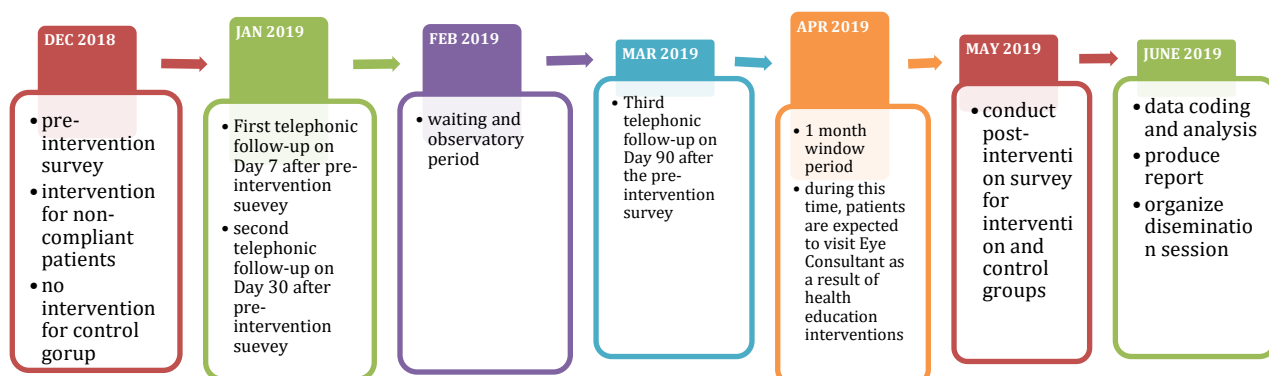 DEC 2018
• pre-
intervention
survey
• intervention
for non-
compliant
patients
• no
intervention
for control
gorup
JAN 2019
• First telephonic
follow-up on
Day 7 after pre-
intervention
suevey
• second
telephonic
follow-up on
Day 30 after
pre-
intervention
suevey
FEB 2019
• waiting and
observatory
period
MAR 2019
• Third
telephonic
follow-up on
Day 90 after
the pre-
intervention
survey
APR 2019
• 1 month
window
period
• during this
time, patients
are expected
to visit Eye
Consultant as
a result of
health
education
interventions
MAY 2019
• conduct
post-
interventi
on survey
for
interventi
on and
control
groups
JUNE 2019
• data coding
and analysis
• produce
report
• organize
diseminatio
n session